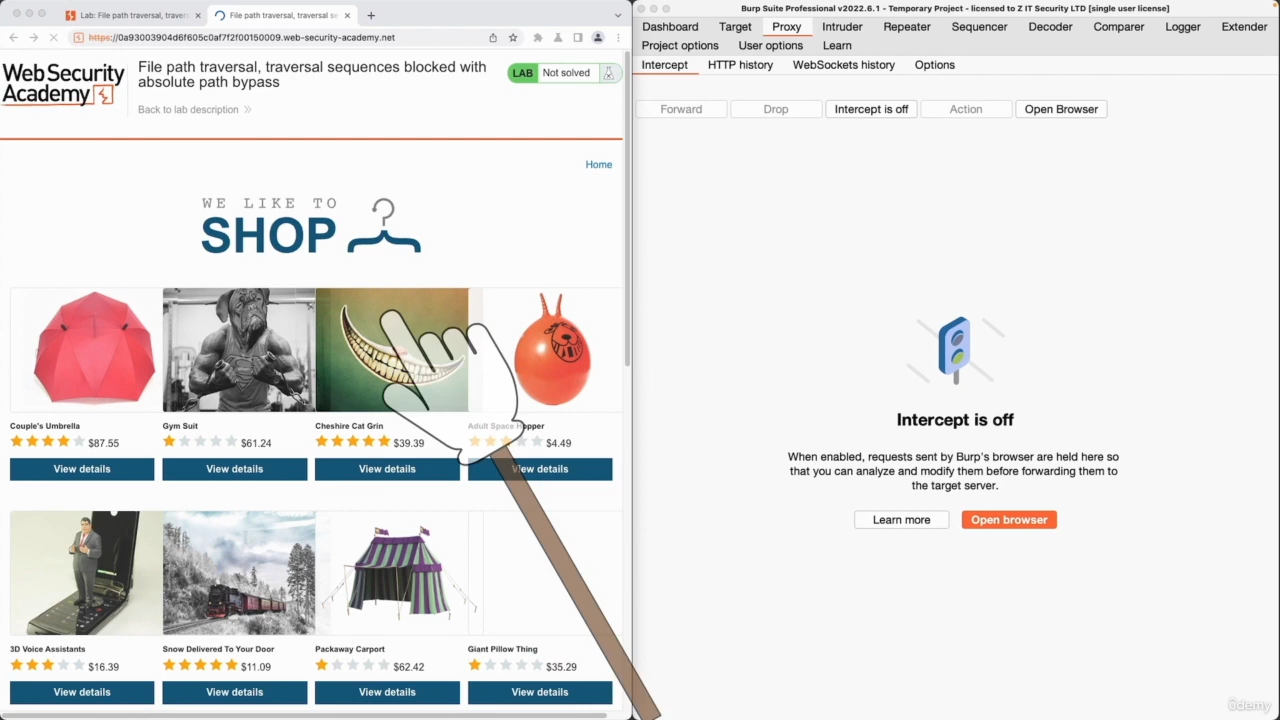 Lab: File path traversal, travers
File path traversal, traversal se
https://0a93003904d6f605c0af7f2f00150009.web-security-academy.net
WebSecurity
Academy
File path traversal, traversal sequences blocked with
absolute path bypass
Back to lab description
LAB Not solved
Home
WE LIKE TO
SHOP
Couple's Umbrella
$87.55
View details
Gym Suit
$61.24
View details
Cheshire Cat Grin
$39.39
View details
Adult Space Hopper
$4.49
View details
3D Voice Assistants
$16.39
View details
Snow Delivered To Your Door
$11.09
View details
Packaway Carport
$62.42
View details
Giant Pillow Thing
$35.29
View details
Burp Suite Professional v2022.6.1 - Temporary Project - licensed to Z IT Security LTD [single user license]
Dashboard Target Proxy Intruder Repeater Sequencer Decoder Comparer Logger Extender
Project options User options Learn
Intercept HTTP history WebSockets history Options
Forward Drop Intercept is off Action Open Browser
Intercept is off
When enabled, requests sent by Burp's browser are held here so
that you can analyze and modify them before forwarding them to
the target server.
Learn more Open browser
ûdemy